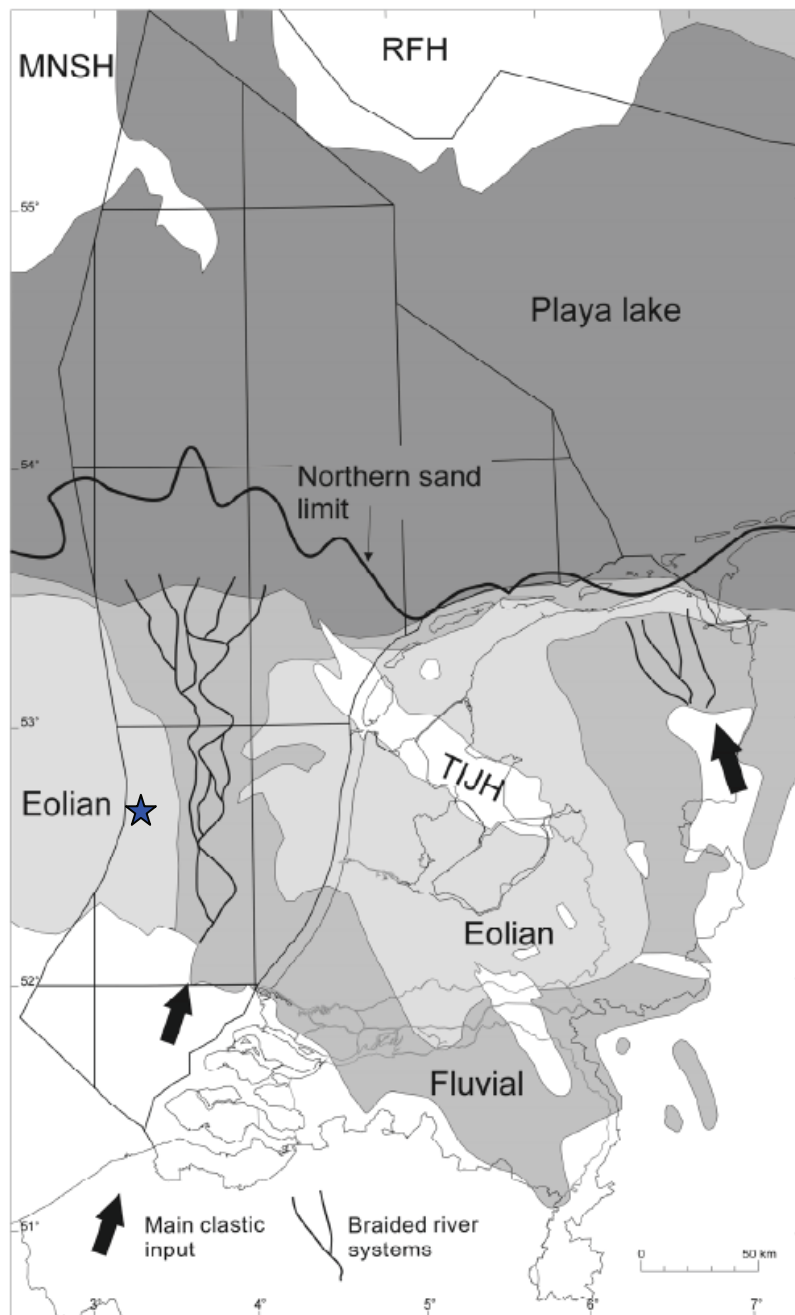 MNSH
RFH
55°
Playa lake
54°
Northern sand
limit
53°
TIJH
Eolian
Eolian
52°
Fluvial
Main clastic
input
Braided river
systems
51°
0 50 km
3° 4° 5° 6° 7°